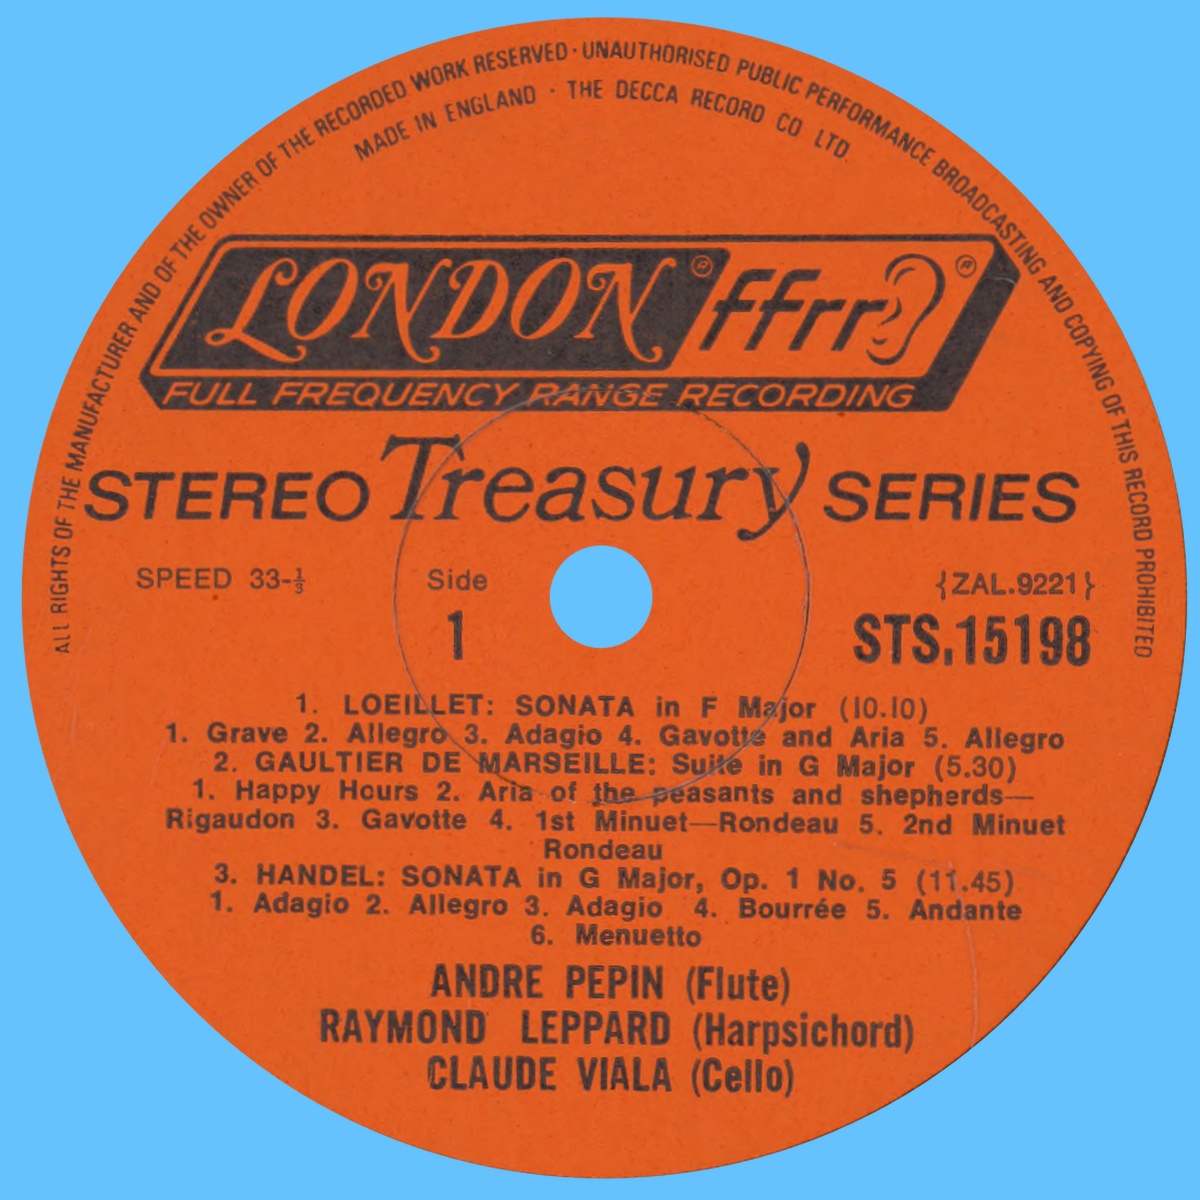 ALL RIGHTS OF THE MANUFACTURER AND OF THE OWNER OF THE RECORDED WORK RESERVED · UNAUTHORISED PUBLIC PERFORMANCE BROADCASTING AND COPYING OF THIS RECORD PROHIBITED
MADE IN ENGLAND · THE DECCA RECORD CO LTD.
LONDON ® ffrr ®
FULL FREQUENCY RANGE RECORDING
STEREO Treasury SERIES
SPEED 33-⅓
Side
1
{ZAL.9221}
STS.15198
1. LOEILLET: SONATA in F Major (10.10)
1. Grave 2. Allegro 3. Adagio 4. Gavotte and Aria 5. Allegro
2. GAULTIER DE MARSEILLE: Suite in G Major (5.30)
1. Happy Hours 2. Aria of the peasants and shepherds—
Rigaudon 3. Gavotte 4. 1st Minuet—Rondeau 5. 2nd Minuet
Rondeau
3. HANDEL: SONATA in G Major, Op. 1 No. 5 (11.45)
1. Adagio 2. Allegro 3. Adagio 4. Bourrée 5. Andante
6. Menuetto
ANDRE PEPIN (Flute)
RAYMOND LEPPARD (Harpsichord)
CLAUDE VIALA (Cello)